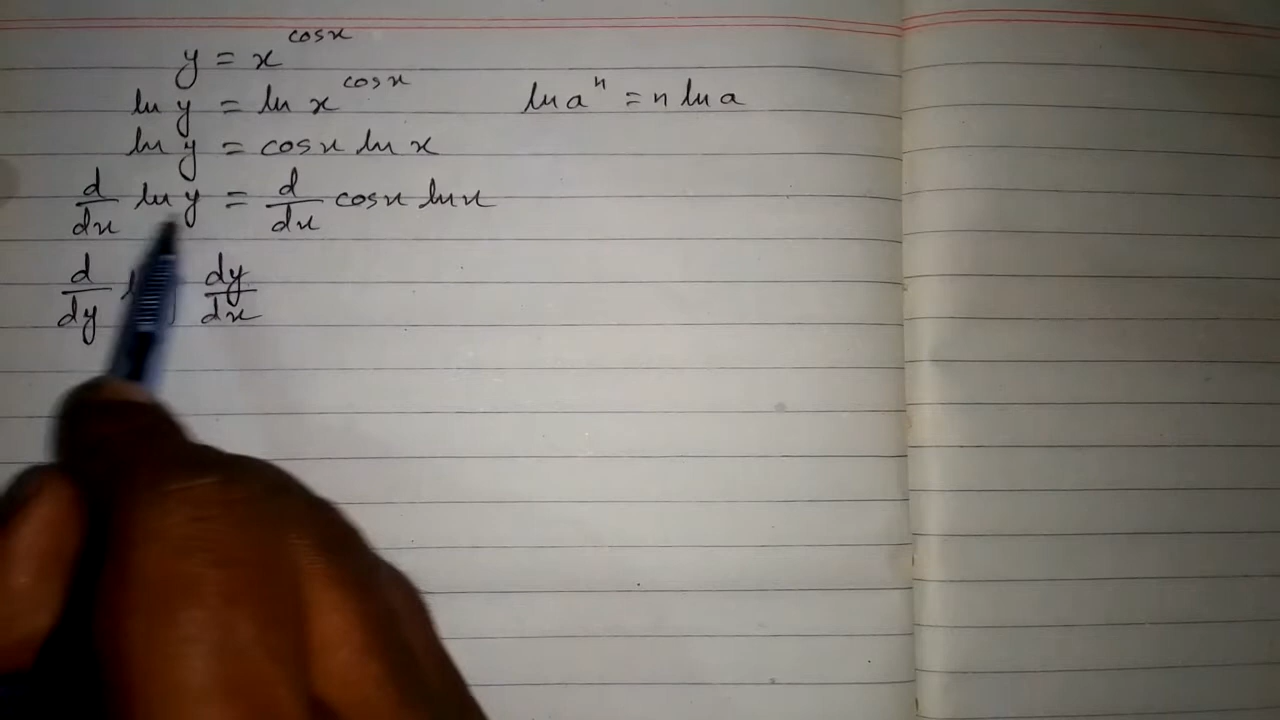 y = x^cosx
ln y = ln x^cosx ln a^n = n ln a
ln y = cosx ln x
d/dx ln y = d/dx cosx lnx
d/dy dy/dx